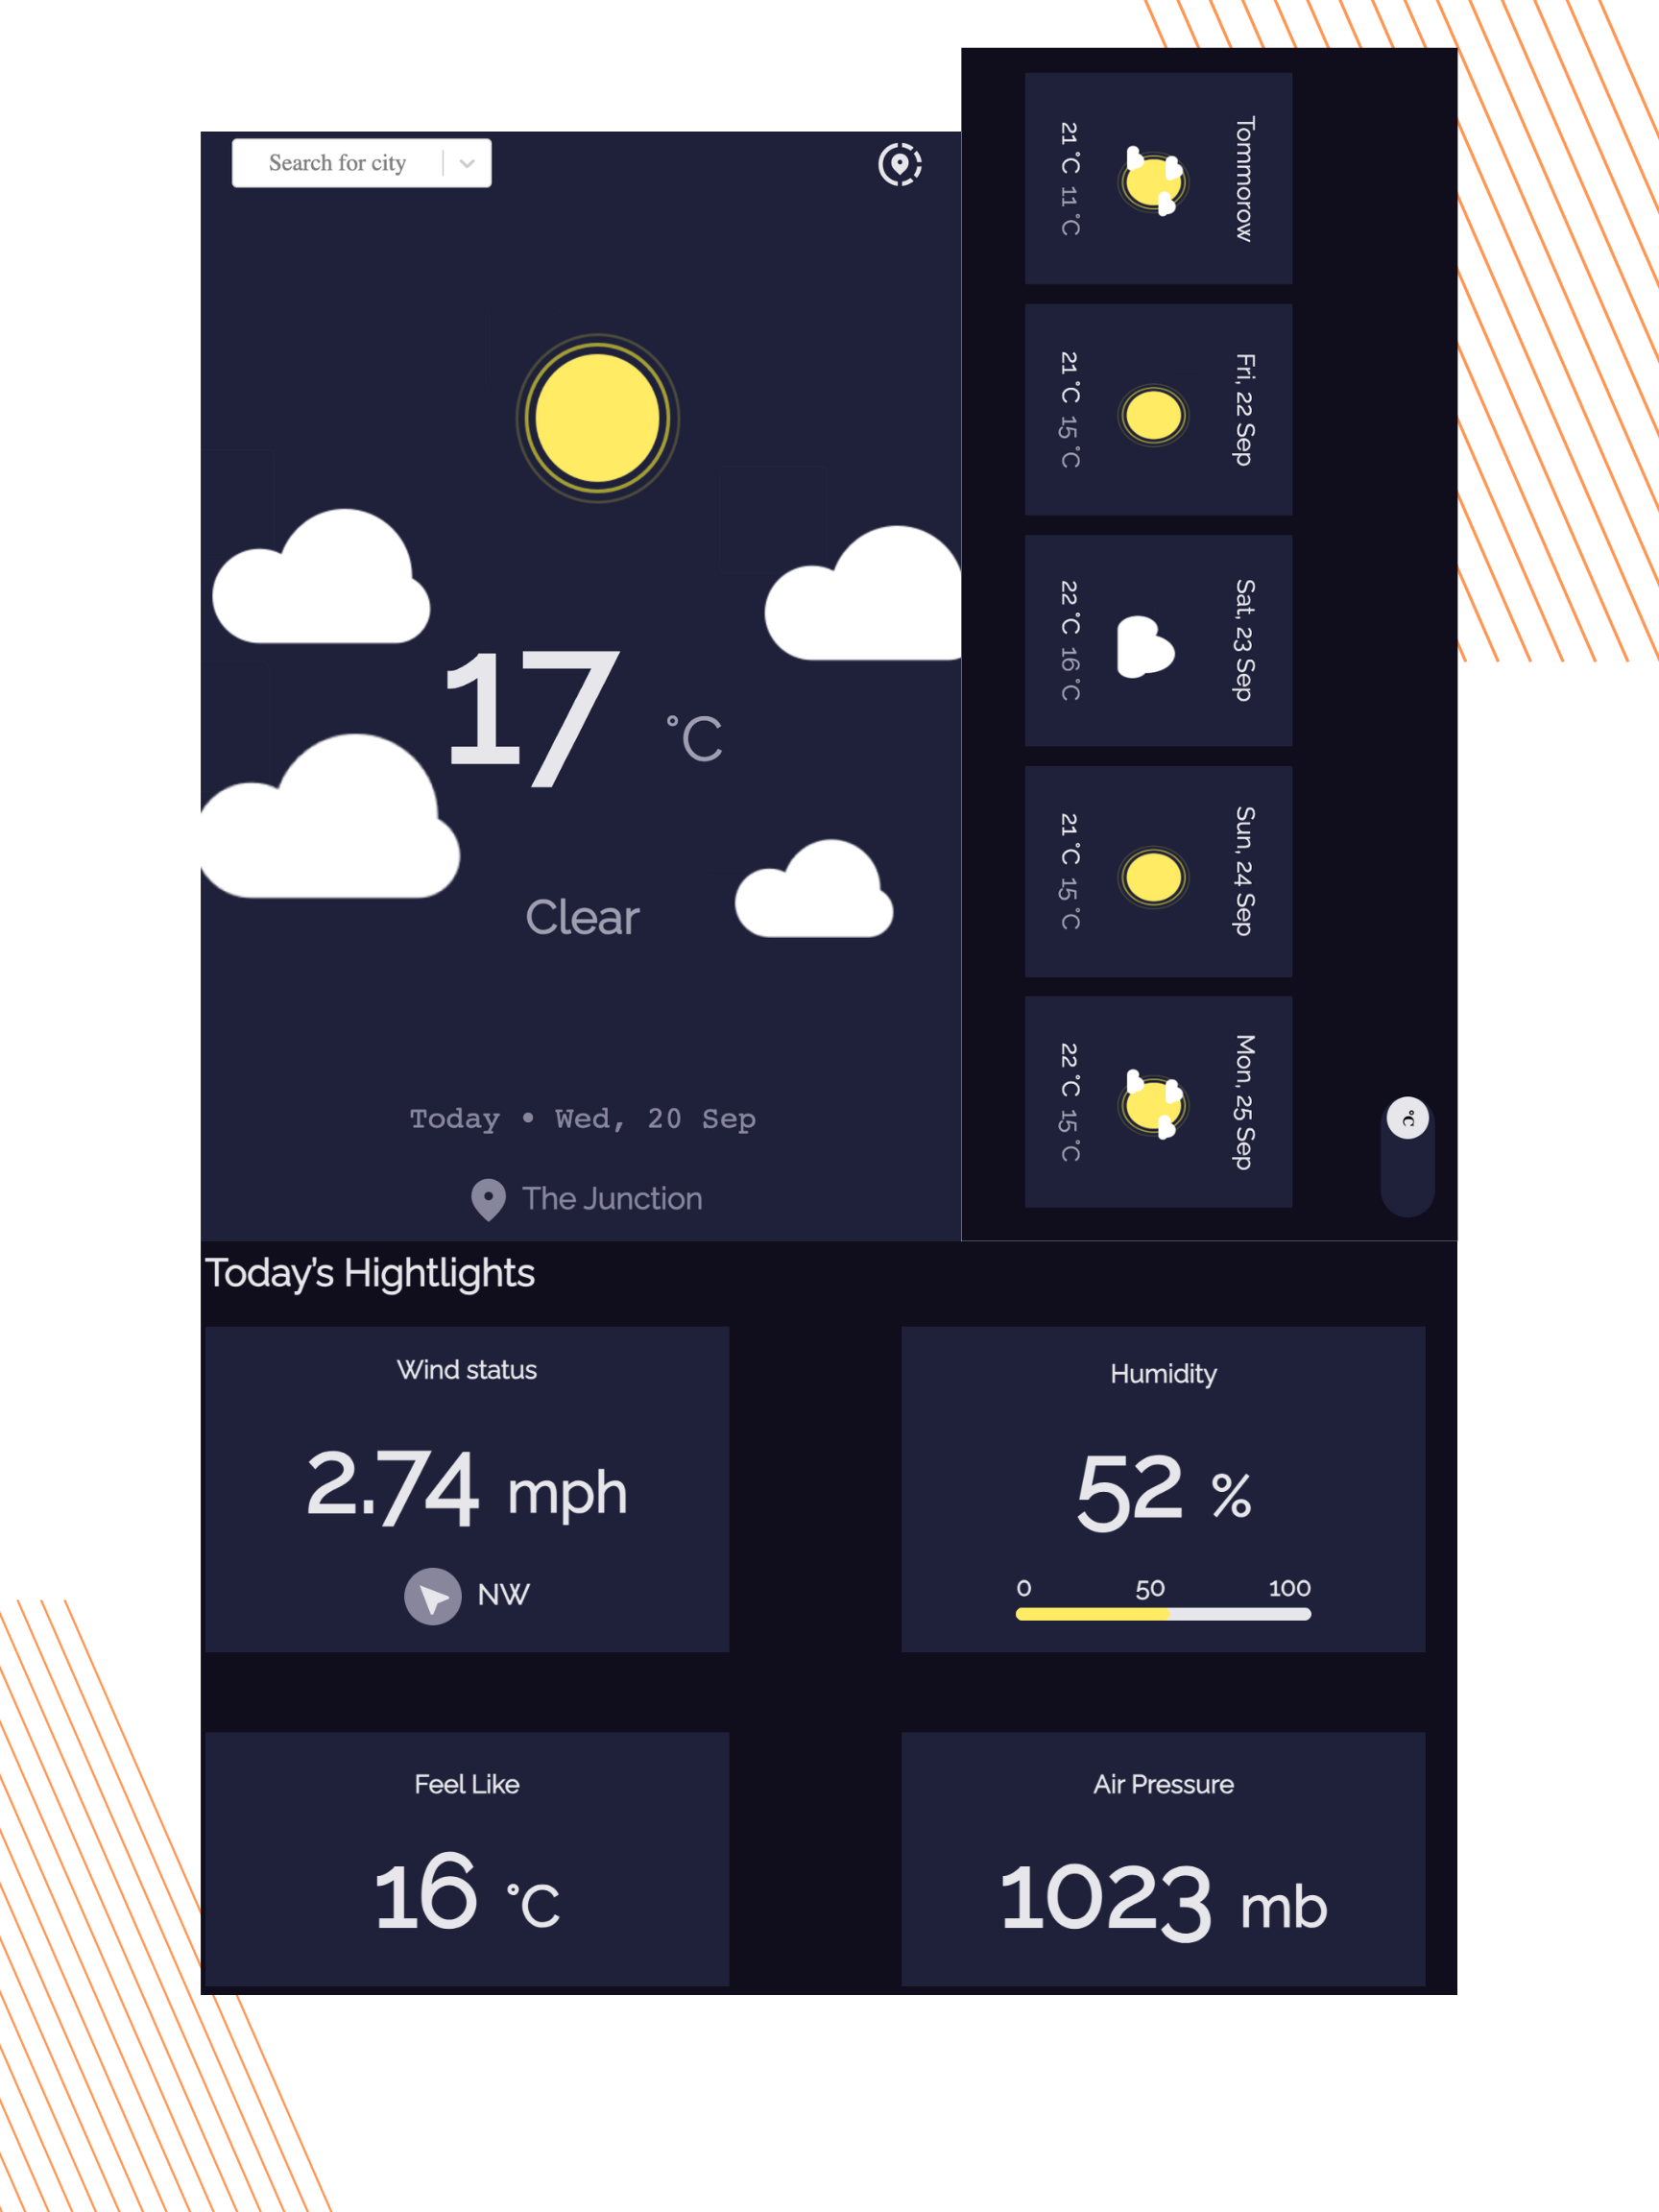 Search for city
17 °C
Clear
Today • Wed, 20 Sep
The Junction
°C
Tommorow
21 °C 11 °C
Fri, 22 Sep
21 °C 15 °C
Sat, 23 Sep
22 °C 16 °C
Sun, 24 Sep
21 °C 15 °C
Mon, 25 Sep
22 °C 15 °C
Today's Hightlights
Wind status
2.74 mph
NW
Humidity
52 %
0 50 100
Feel Like
16 °C
Air Pressure
1023 mb